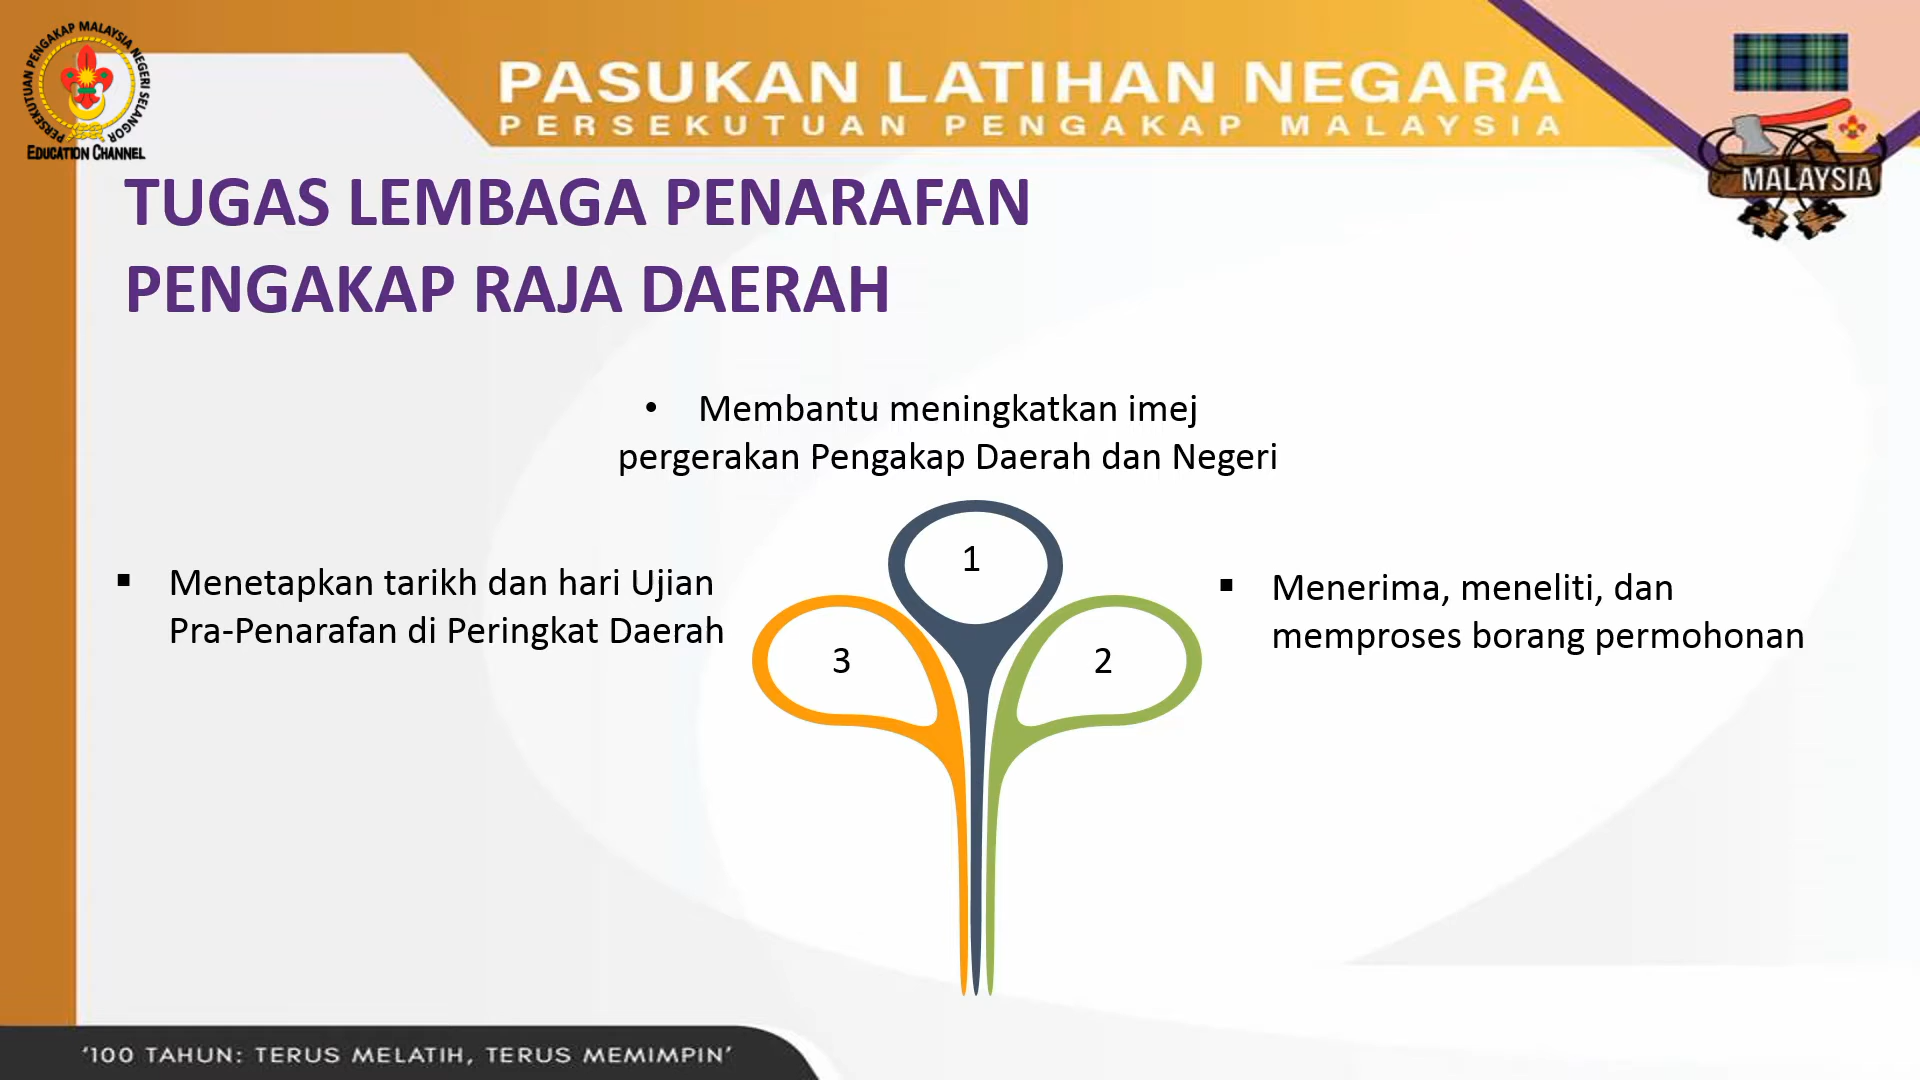 PERSEKUTUAN PENGAKAP MALAYSIA NEGERI SELANGOR
EDUCATION CHANNEL
PASUKAN LATIHAN NEGARA
PERSEKUTUAN PENGAKAP MALAYSIA
MALAYSIA
TUGAS LEMBAGA PENARAFAN
PENGAKAP RAJA DAERAH
• Membantu meningkatkan imej
pergerakan Pengakap Daerah dan Negeri
1
▪ Menetapkan tarikh dan hari Ujian
Pra-Penarafan di Peringkat Daerah
3
2
▪ Menerima, meneliti, dan
memproses borang permohonan
‘100 TAHUN: TERUS MELATIH, TERUS MEMIMPIN’